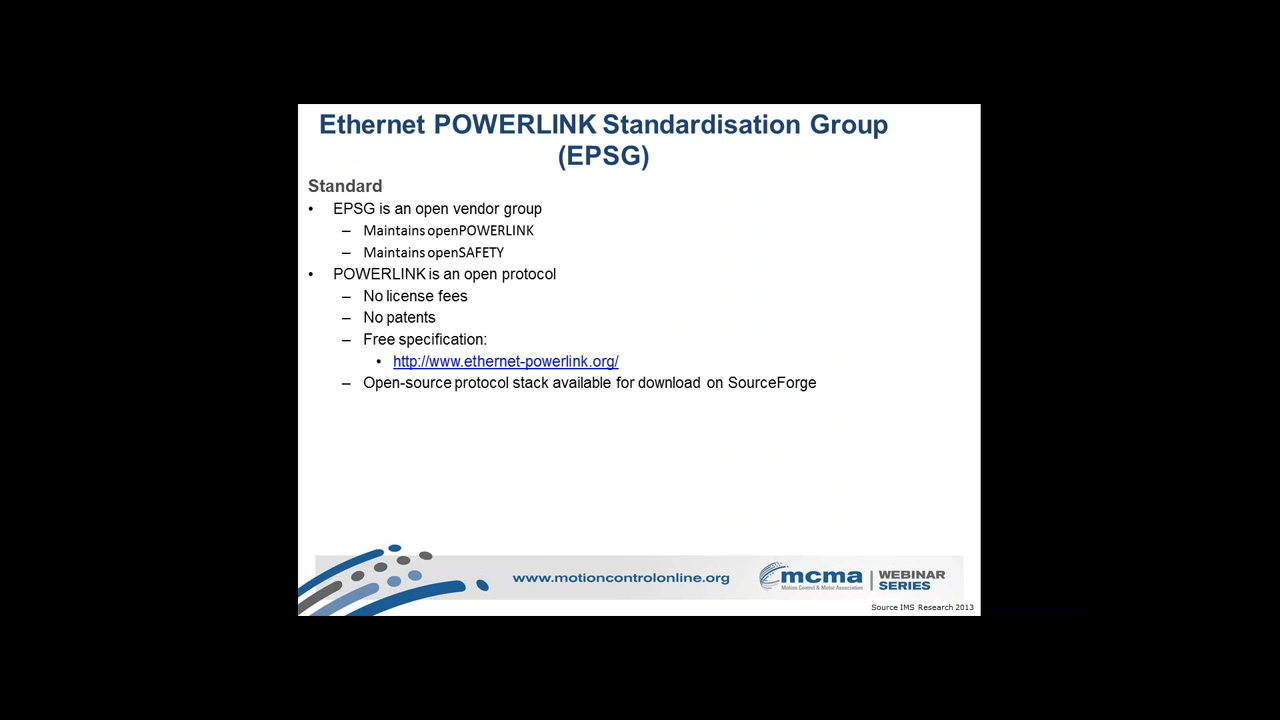 Ethernet POWERLINK Standardisation Group
(EPSG)
Standard
• EPSG is an open vendor group
– Maintains openPOWERLINK
– Maintains openSAFETY
• POWERLINK is an open protocol
– No license fees
– No patents
– Free specification:
• http://www.ethernet-powerlink.org/
– Open-source protocol stack available for download on SourceForge
www.motioncontrolonline.org
mcma
Motion Control & Motor Association
WEBINAR
SERIES
Source IMS Research 2013